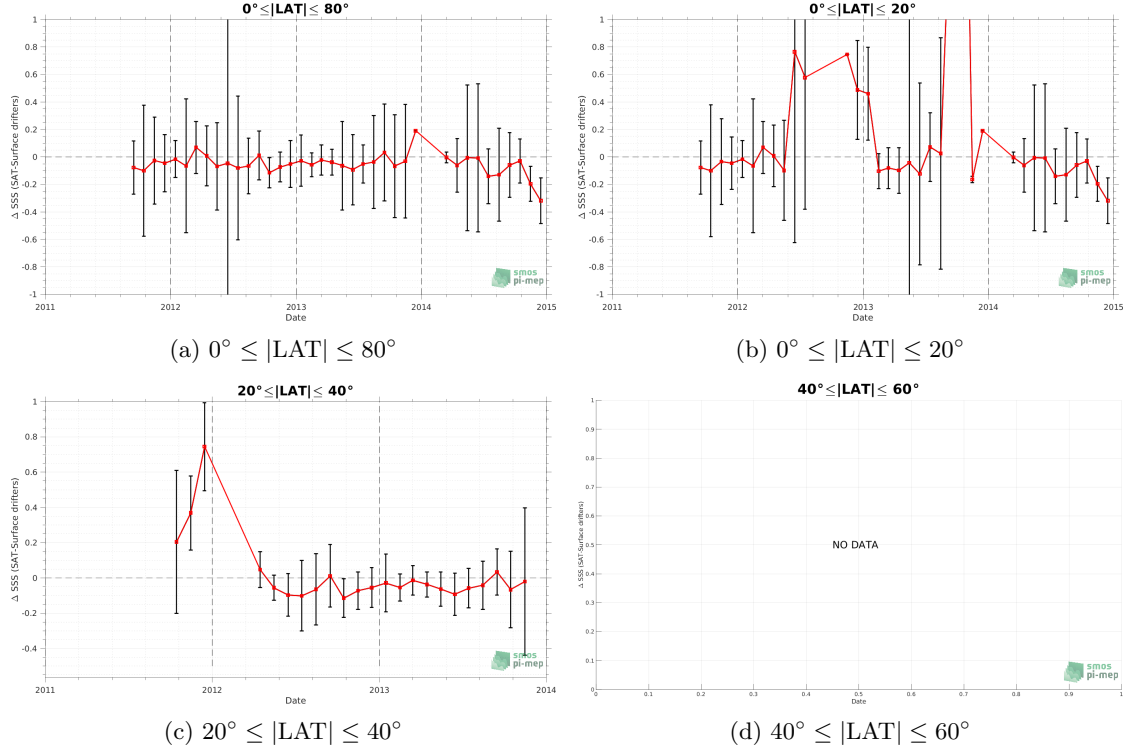 0°≤|LAT|≤ 80°
1
0.8
0.6
0.4
0.2
0
-0.2
-0.4
-0.6
-0.8
-1
Δ SSS (SAT-Surface drifters)
2011
2012
2013
2014
2015
Date
smos
pi-mep
(a) 0° ≤ |LAT| ≤ 80°
0°≤|LAT|≤ 20°
1
0.8
0.6
0.4
0.2
0
-0.2
-0.4
-0.6
-0.8
-1
Δ SSS (SAT-Surface drifters)
2011
2012
2013
2014
2015
Date
smos
pi-mep
(b) 0° ≤ |LAT| ≤ 20°
20°≤|LAT|≤ 40°
1
0.8
0.6
0.4
0.2
0
-0.2
-0.4
Δ SSS (SAT-Surface drifters)
2011
2012
2013
2014
Date
smos
pi-mep
(c) 20° ≤ |LAT| ≤ 40°
40°≤|LAT|≤ 60°
1
0.9
0.8
0.7
0.6
0.5
0.4
0.3
0.2
0.1
0
Δ SSS (SAT-Surface drifters)
NO DATA
0
0.1
0.2
0.3
0.4
0.5
0.6
0.7
0.8
0.9
1
Date
smos
pi-mep
(d) 40° ≤ |LAT| ≤ 60°